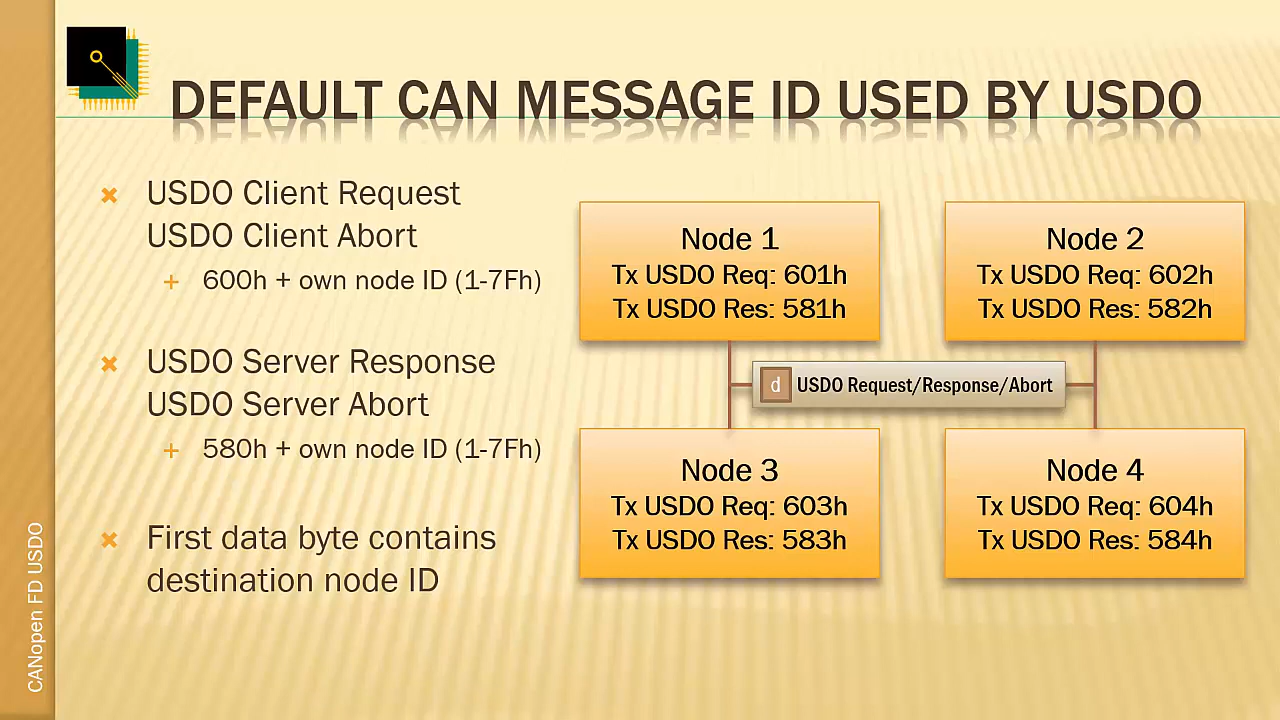 DEFAULT CAN MESSAGE ID USED BY USDO
USDO Client Request
USDO Client Abort
600h + own node ID (1-7Fh)
USDO Server Response
USDO Server Abort
580h + own node ID (1-7Fh)
First data byte contains
destination node ID
Node 1
Tx USDO Req: 601h
Tx USDO Res: 581h
Node 2
Tx USDO Req: 602h
Tx USDO Res: 582h
d USDO Request/Response/Abort
Node 3
Tx USDO Req: 603h
Tx USDO Res: 583h
Node 4
Tx USDO Req: 604h
Tx USDO Res: 584h
CANopen FD USDO